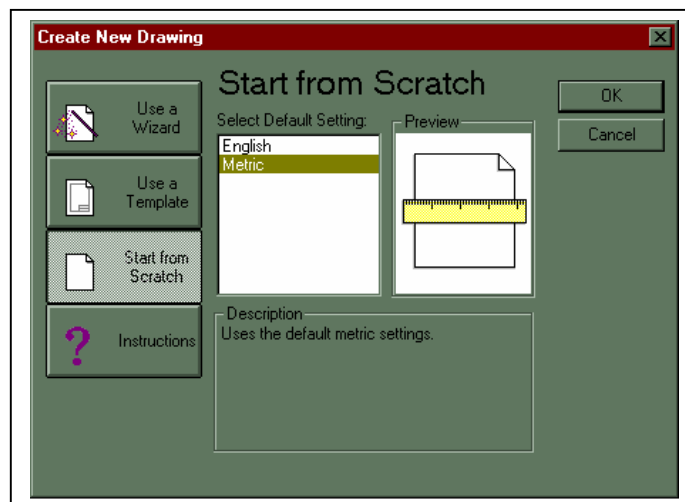 Create New Drawing
Use a
Wizard
Use a
Template
Start from
Scratch
Instructions
Start from Scratch
Select Default Setting:
English
Metric
Preview
Description
Uses the default metric settings.
OK
Cancel